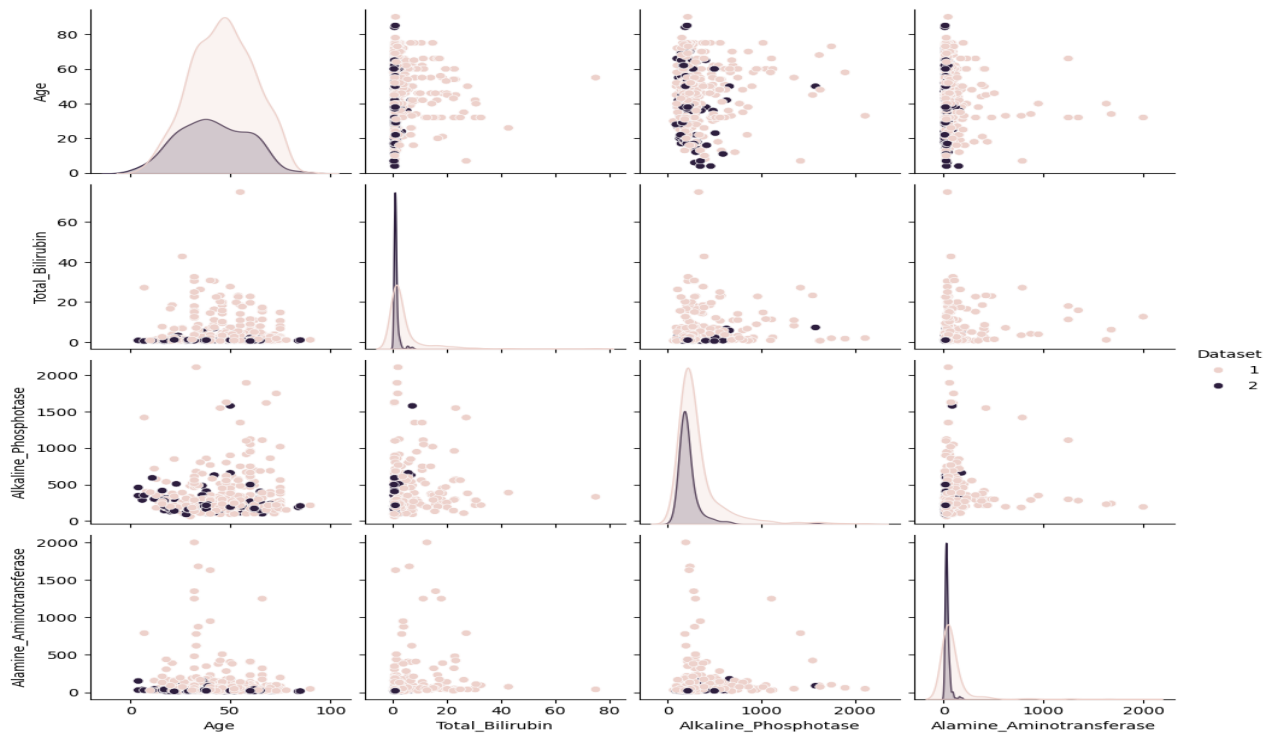 Age
80
60
40
20
0
Total_Bilirubin
60
40
20
0
Alkaline_Phosphotase
2000
1500
1000
500
0
Alamine_Aminotransferase
2000
1500
1000
500
0
0 50 100
Age
0 20 40 60 80
Total_Bilirubin
0 1000 2000
Alkaline_Phosphotase
0 1000 2000
Alamine_Aminotransferase
Dataset
1
2